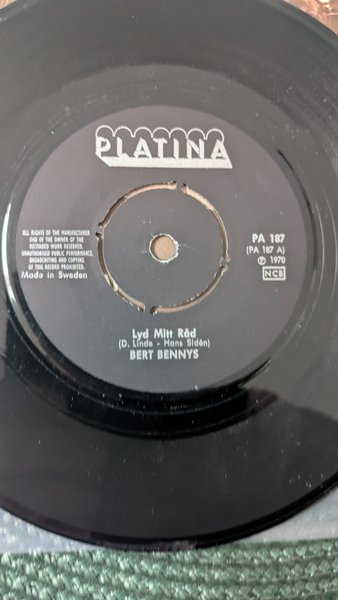 PLATINA
ALL RIGHTS OF THE MANUFACTURER
AND OF THE OWNER OF THE
RECORDED WORK RESERVED.
UNAUTHORISED PUBLIC PERFORMANCE,
BROADCASTING AND COPYING
OF THIS RECORD PROHIBITED.
Made in Sweden
PA 187
(PA 187 A)
℗ 1970
NCB
Lyd Mitt Råd
(D. Linde - Hans Sidén)
BERT BENNYS